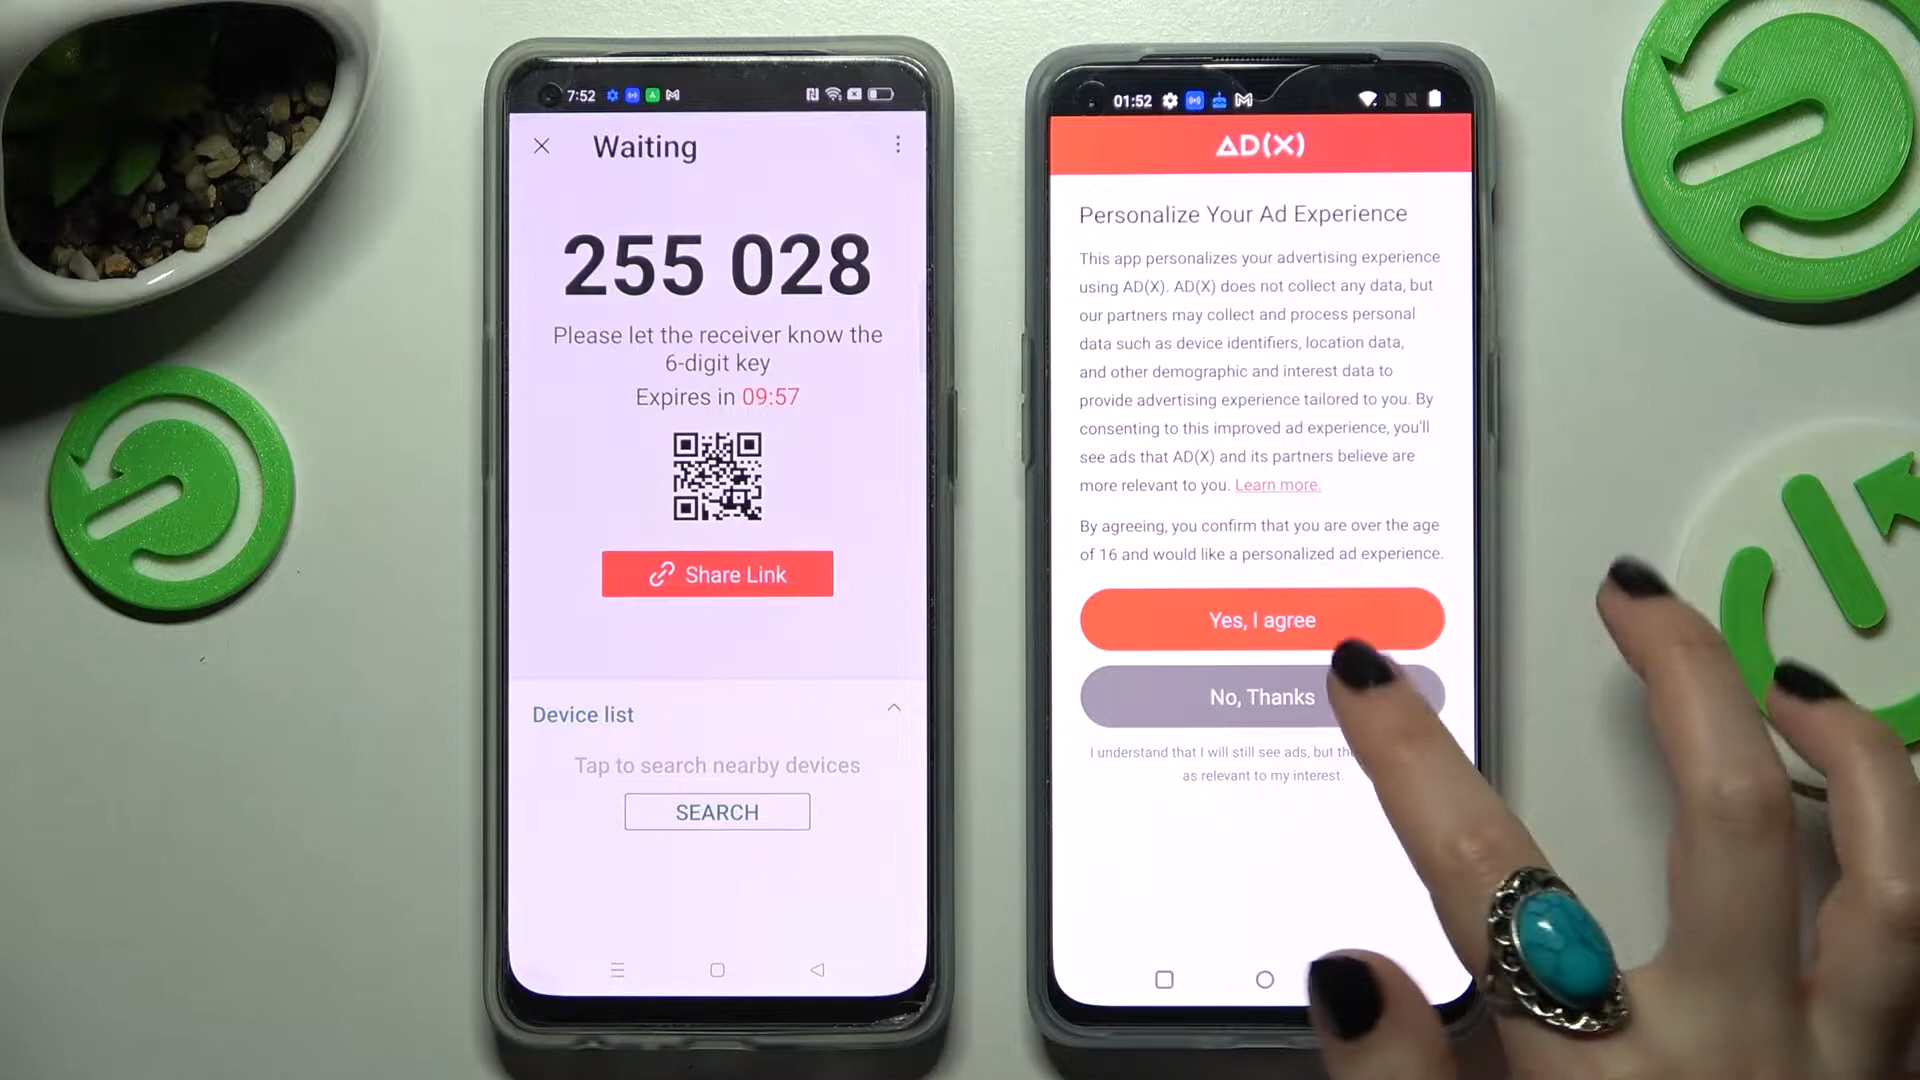 7:52
Waiting
255 028
Please let the receiver know the
6-digit key
Expires in 09:57
Share Link
Device list
Tap to search nearby devices
SEARCH
01:52
AD(X)
Personalize Your Ad Experience
This app personalizes your advertising experience
using AD(X). AD(X) does not collect any data, but
our partners may collect and process personal
data such as device identifiers, location data,
and other demographic and interest data to
provide advertising experience tailored to you. By
consenting to this improved ad experience, you'll
see ads that AD(X) and its partners believe are
more relevant to you. Learn more.
By agreeing, you confirm that you are over the age
of 16 and would like a personalized ad experience.
Yes, I agree
No, Thanks
I understand that I will still see ads, but
as relevant to my interest.